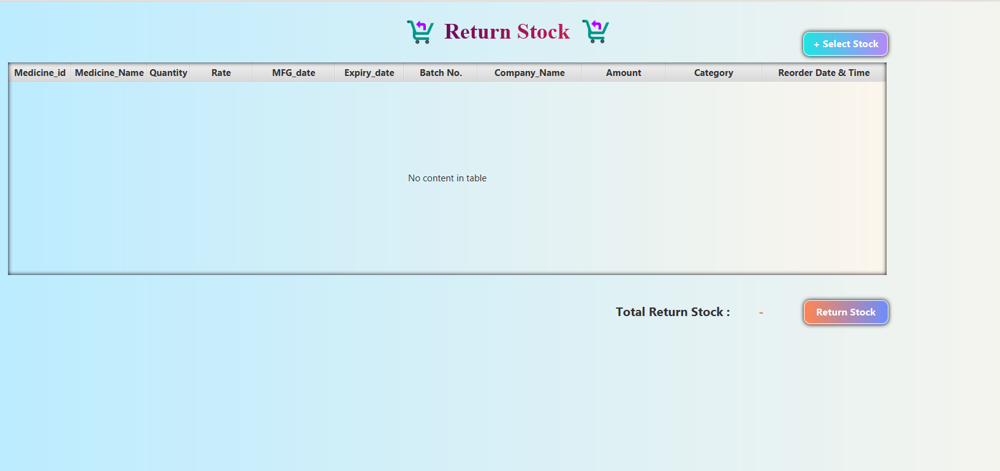 Return Stock
+ Select Stock
Medicine_id Medicine_Name Quantity Rate MFG_date Expiry_date Batch No. Company_Name Amount Category Reorder Date & Time
No content in table
Total Return Stock : - Return Stock